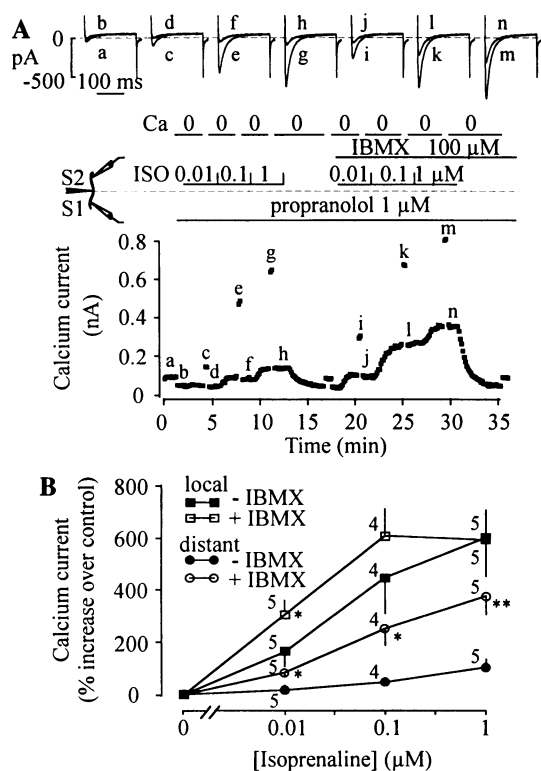 A
b d f h j l n
0
pA
a c e g i k m
-500
100 ms
Ca 0 0 0 0 0 0 0 0
IBMX 100 µM
S2
ISO 0.01 0.1 1 0.01 0.1 1 µM
S1
propranolol 1 µM
Calcium current
(nA)
0.8
0.6
0.4
0.2
0
a b c d e f g h i j k l m n
0 5 10 15 20 25 30 35
Time (min)
B
Calcium current
(% increase over control)
800
600
400
200
0
local
- IBMX
+ IBMX
distant
- IBMX
+ IBMX
4 5
4 5
5 4 5 **
5 * 4 *
5 * 4 5
5
0 0.01 0.1 1
[Isoprenaline] (µM)